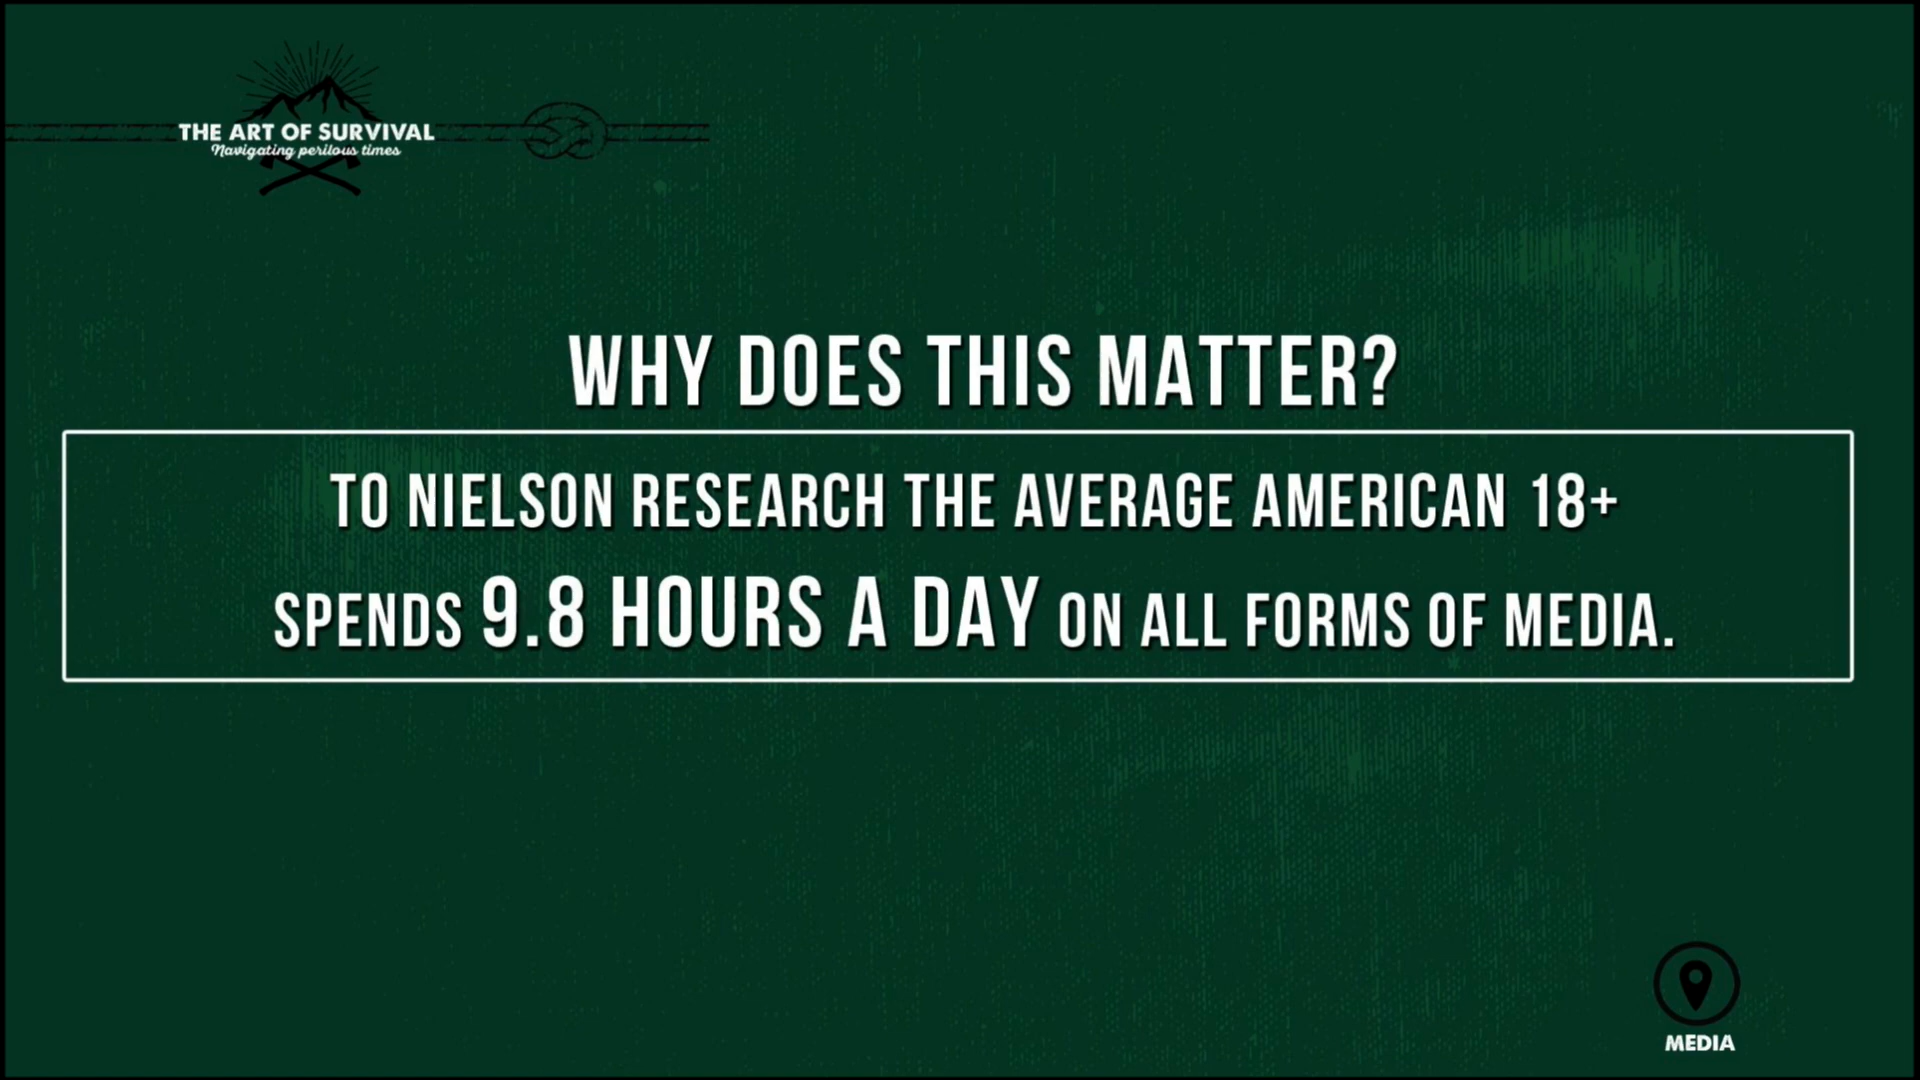 THE ART OF SURVIVAL
Navigating perilous times
WHY DOES THIS MATTER?
TO NIELSON RESEARCH THE AVERAGE AMERICAN 18+
SPENDS 9.8 HOURS A DAY ON ALL FORMS OF MEDIA.
MEDIA